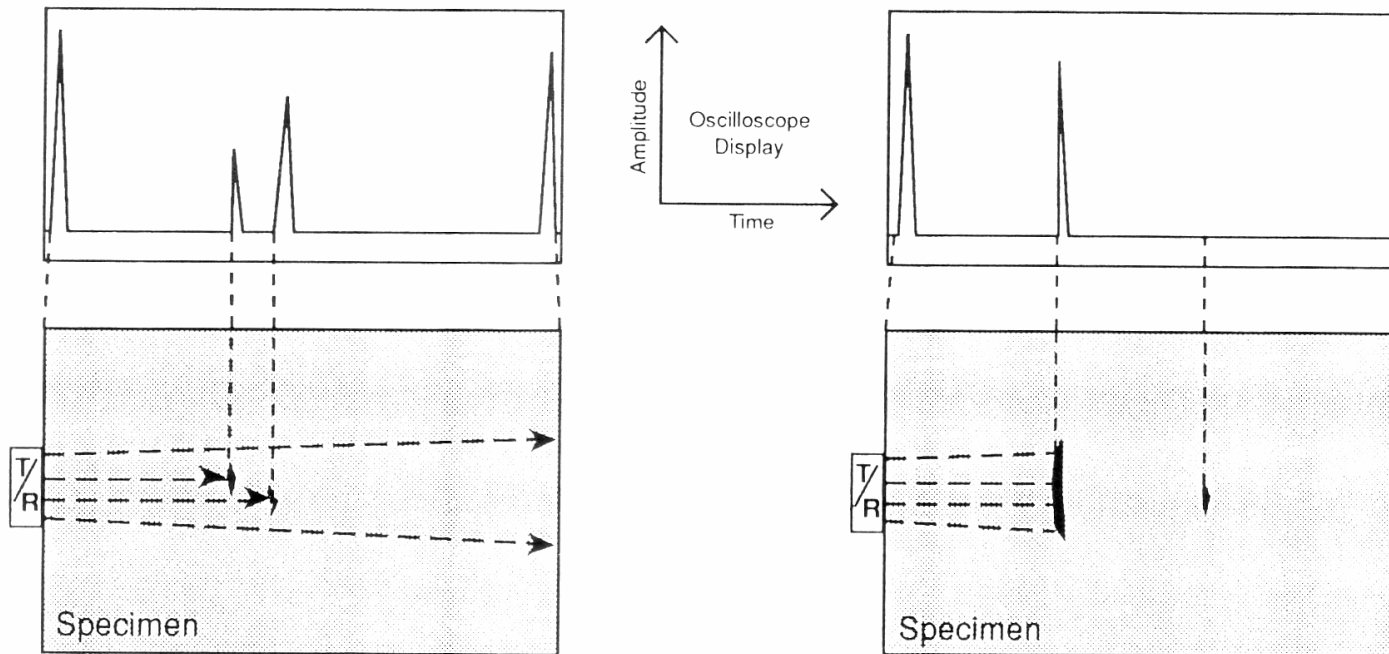 Amplitude
Oscilloscope
Display
Time
T/
R
Specimen
T/
R
Specimen